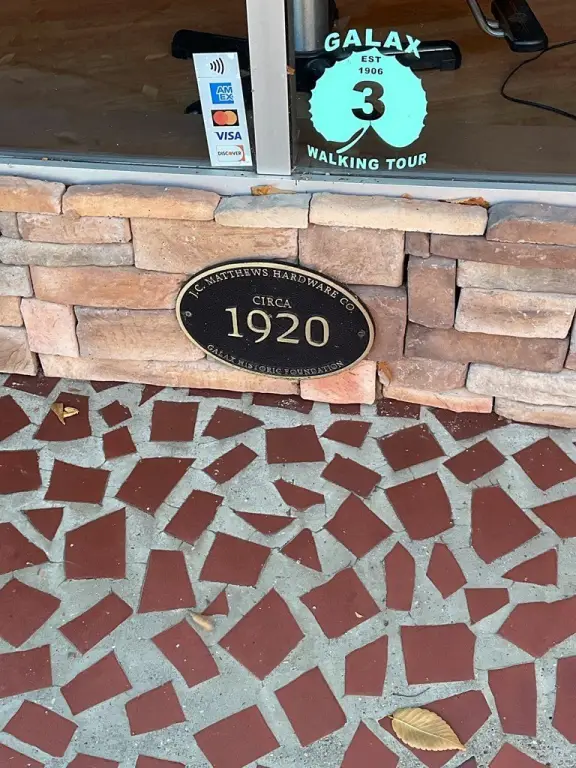 GALAX
EST
1906
3
WALKING TOUR
AM
EX
VISA
DISCOVER
J.C. MATTHEWS HARDWARE CO.
CIRCA
1920
GALAX HISTORIC FOUNDATION